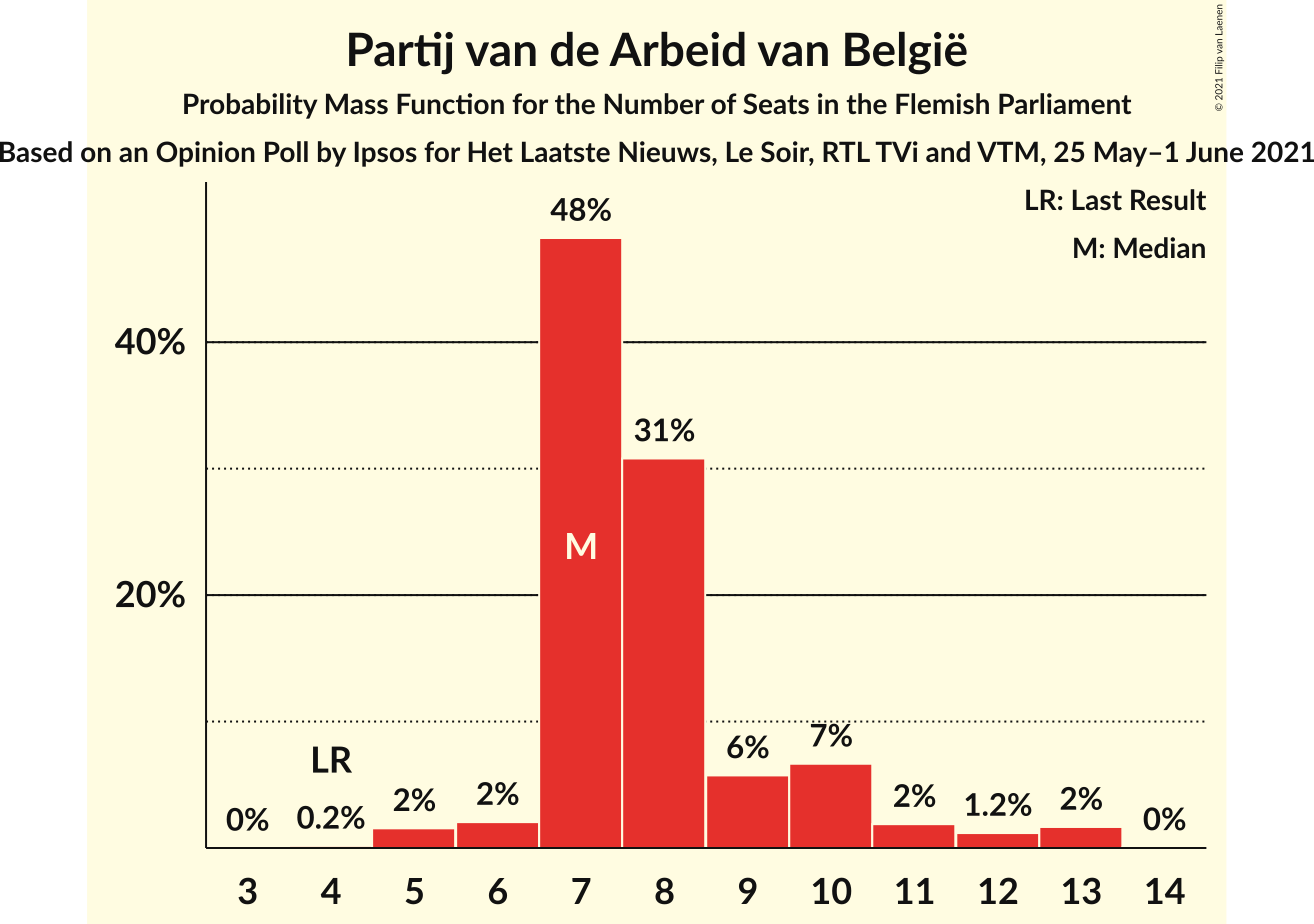 Partij van de Arbeid van België
Probability Mass Function for the Number of Seats in the Flemish Parliament
Based on an Opinion Poll by Ipsos for Het Laatste Nieuws, Le Soir, RTL TVi and VTM, 25 May–1 June 2021
© 2021 Filip van Laenen
LR: Last Result
M: Median
48%
40%
31%
M
20%
7%
6%
LR
2%
2%
2%
1.2%
2%
0%
0.2%
0%
3 4 5 6 7 8 9 10 11 12 13 14